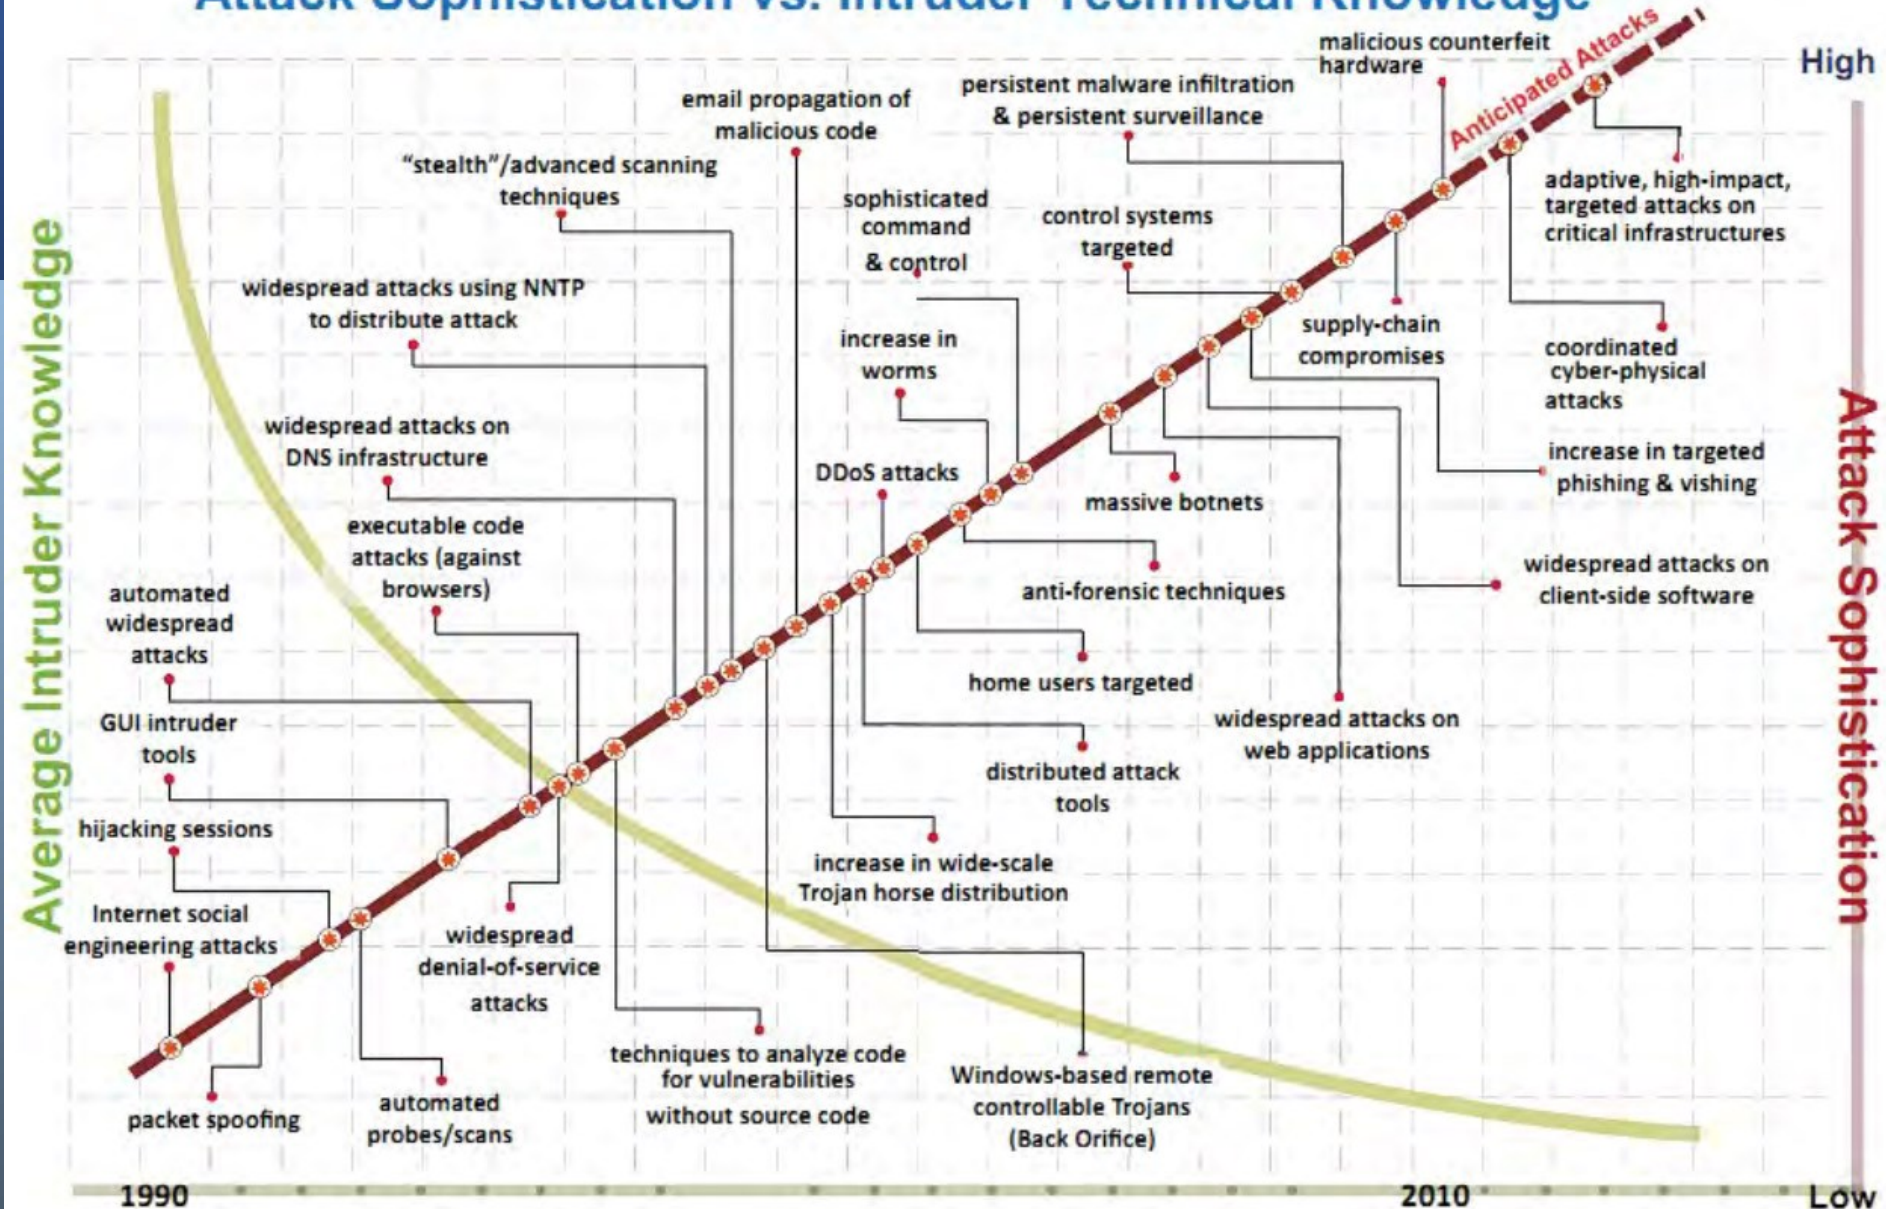 Attack Sophistication vs. Intruder Technical Knowledge
High
Average Intruder Knowledge
Attack Sophistication
Anticipated Attacks
malicious counterfeit
hardware
persistent malware infiltration
& persistent surveillance
email propagation of
malicious code
"stealth"/advanced scanning
techniques
sophisticated
command
& control
control systems
targeted
adaptive, high-impact,
targeted attacks on
critical infrastructures
widespread attacks using NNTP
to distribute attack
increase in
worms
supply-chain
compromises
coordinated
cyber-physical
attacks
widespread attacks on
DNS infrastructure
DDoS attacks
massive botnets
increase in targeted
phishing & vishing
executable code
attacks (against
browsers)
anti-forensic techniques
widespread attacks on
client-side software
automated
widespread
attacks
home users targeted
widespread attacks on
web applications
GUI intruder
tools
distributed attack
tools
hijacking sessions
increase in wide-scale
Trojan horse distribution
Internet social
engineering attacks
widespread
denial-of-service
attacks
techniques to analyze code
for vulnerabilities
without source code
Windows-based remote
controllable Trojans
(Back Orifice)
packet spoofing
automated
probes/scans
1990
2010
Low